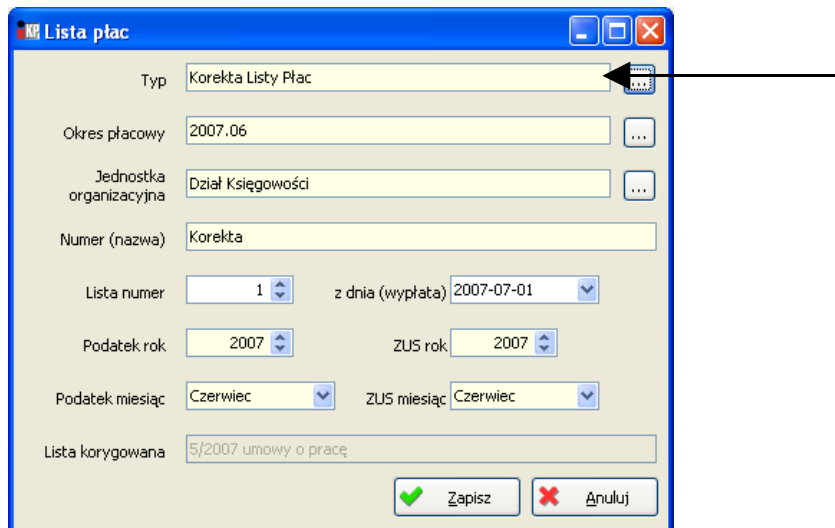 KP Lista płac
Typ Korekta Listy Płac ...
Okres płacowy 2007.06 ...
Jednostka
organizacyjna Dział Księgowości ...
Numer (nazwa) Korekta
Lista numer 1 z dnia (wypłata) 2007-07-01
Podatek rok 2007 ZUS rok 2007
Podatek miesiąc Czerwiec ZUS miesiąc Czerwiec
Lista korygowana 5/2007 umowy o pracę
Zapisz Anuluj